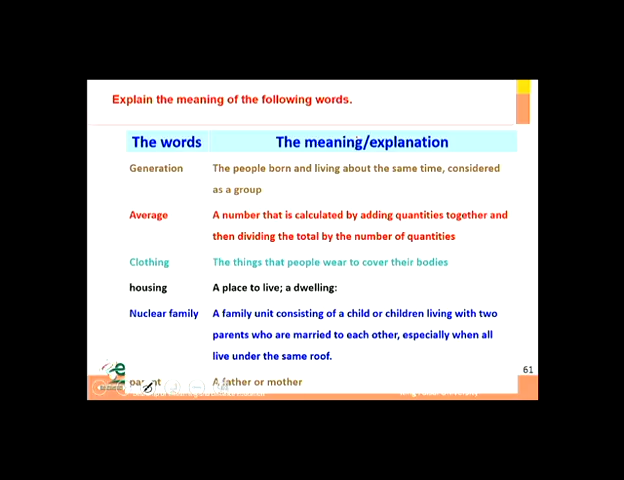 Explain the meaning of the following words.
The words The meaning/explanation
Generation The people born and living about the same time, considered
as a group
Average A number that is calculated by adding quantities together and
then dividing the total by the number of quantities
Clothing The things that people wear to cover their bodies
housing A place to live; a dwelling:
Nuclear family A family unit consisting of a child or children living with two
parents who are married to each other, especially when all
live under the same roof.
61
parent A father or mother